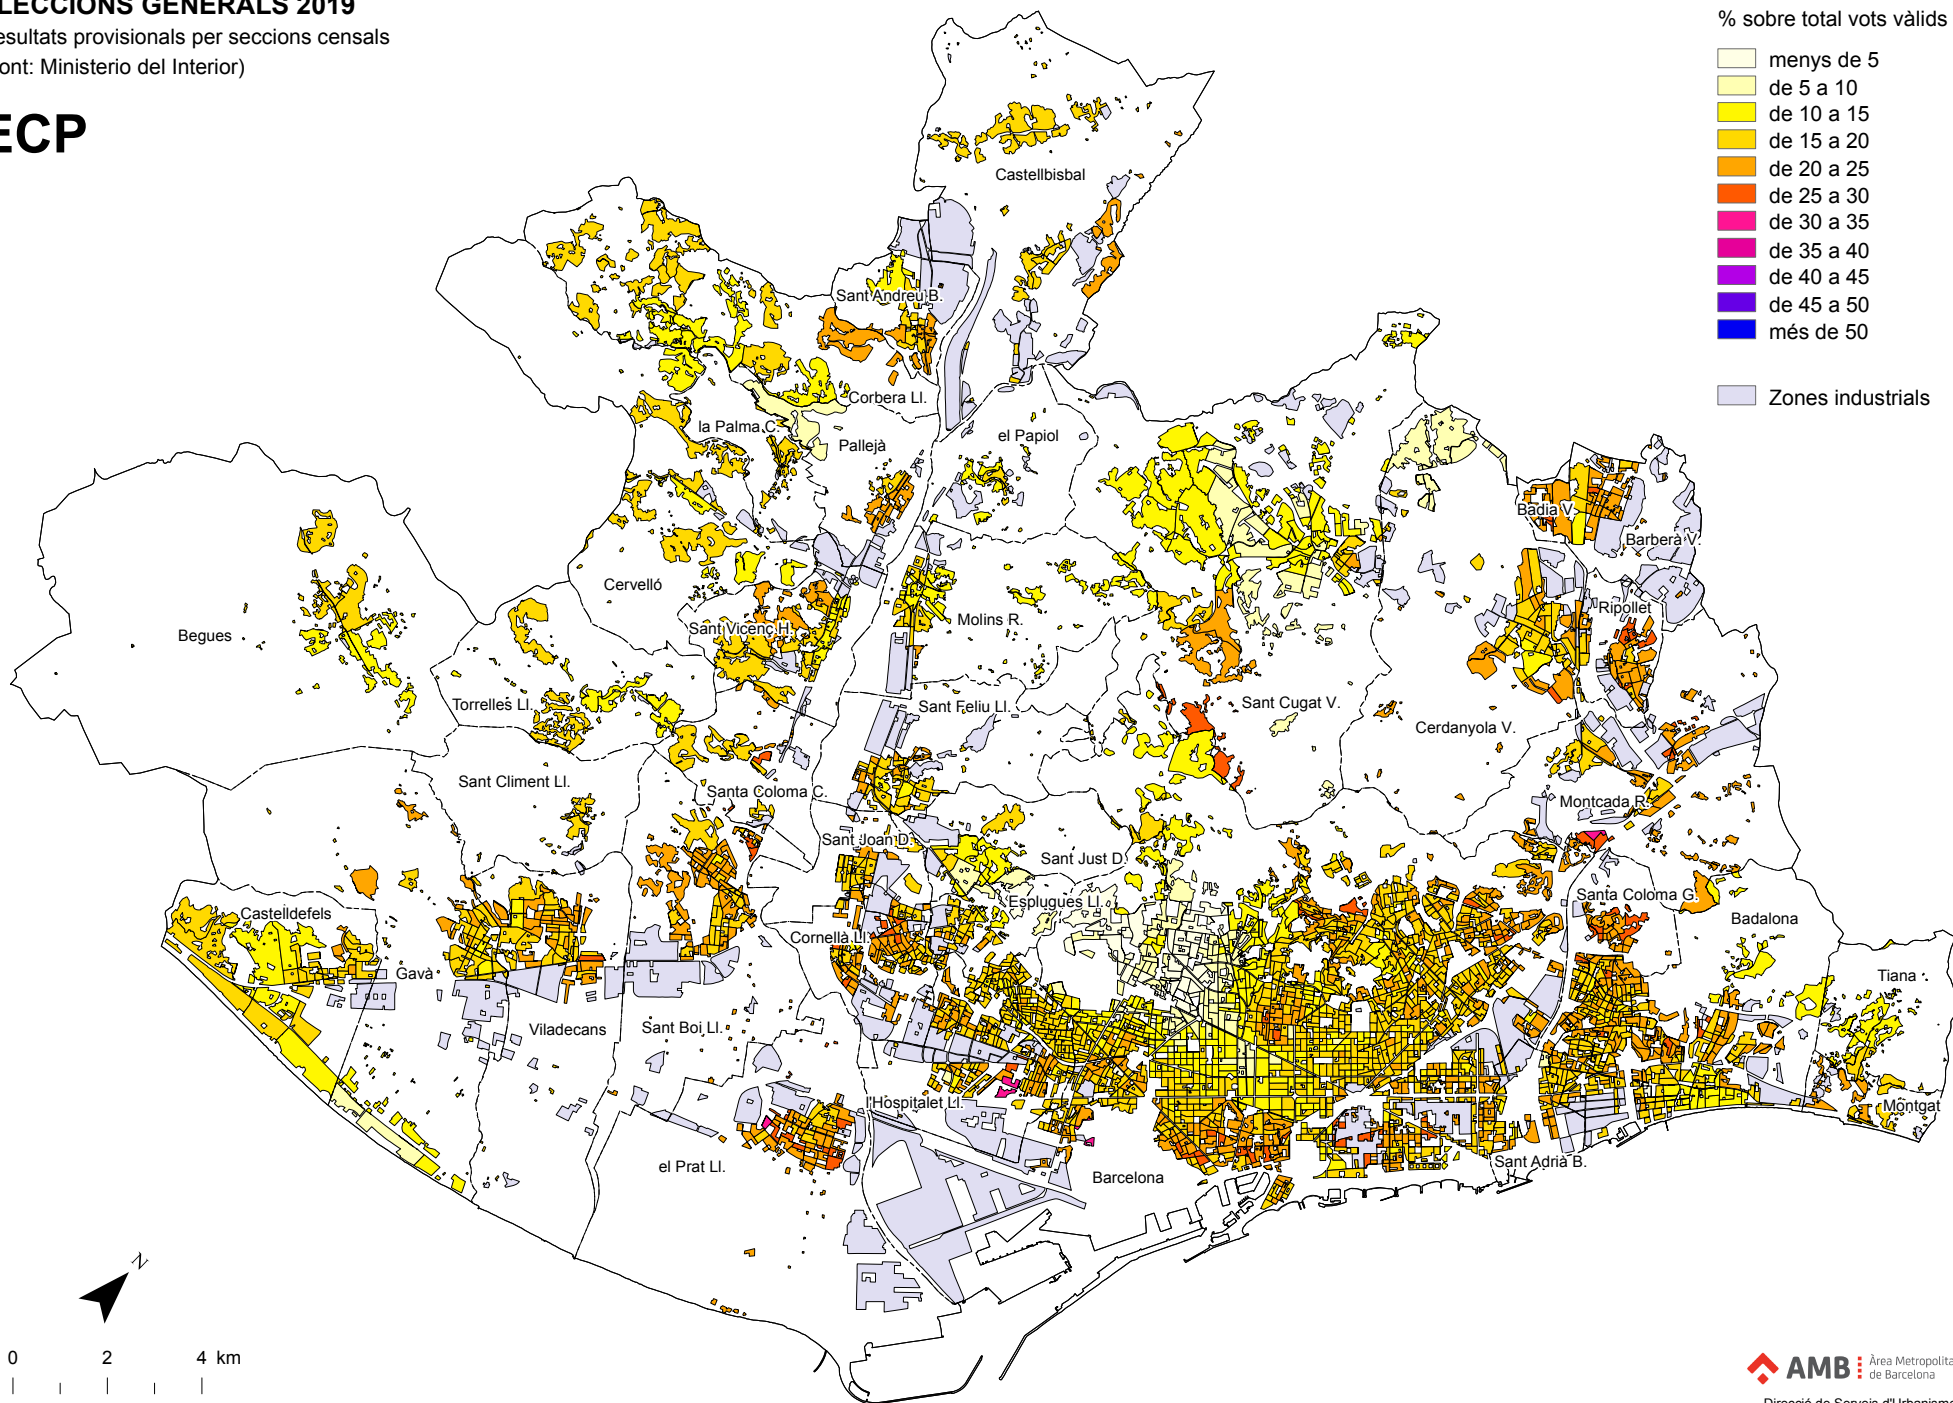 LECCIONS GENERALS 2019
esultats provisionals per seccions censals
ont: Ministerio del Interior)
ECP
% sobre total vots vàlids
menys de 5
de 5 a 10
de 10 a 15
de 15 a 20
de 20 a 25
de 25 a 30
de 30 a 35
de 35 a 40
de 40 a 45
de 45 a 50
més de 50
Zones industrials
Castellbisbal
Sant Andreu B.
Corbera Ll.
la Palma C.
Pallejà
el Papiol
Badia V.
Barberà V.
Cervelló
Ripollet
Begues
Sant Vicenç H.
Molins R.
Torrelles Ll.
Sant Feliu Ll.
Sant Cugat V.
Cerdanyola V.
Sant Climent Ll.
Santa Coloma C.
Montcada R.
Sant Joan D.
Sant Just D.
Castelldefels
Esplugues Ll.
Santa Coloma G.
Badalona
Cornellà Ll.
Gavà
Tiana
Viladecans
Sant Boi Ll.
l'Hospitalet Ll.
Montgat
el Prat Ll.
Barcelona
Sant Adrià B.
N
0 2 4 km
AMB
Àrea Metropolita
de Barcelona
Direcció de Serveis d'Urbanisme